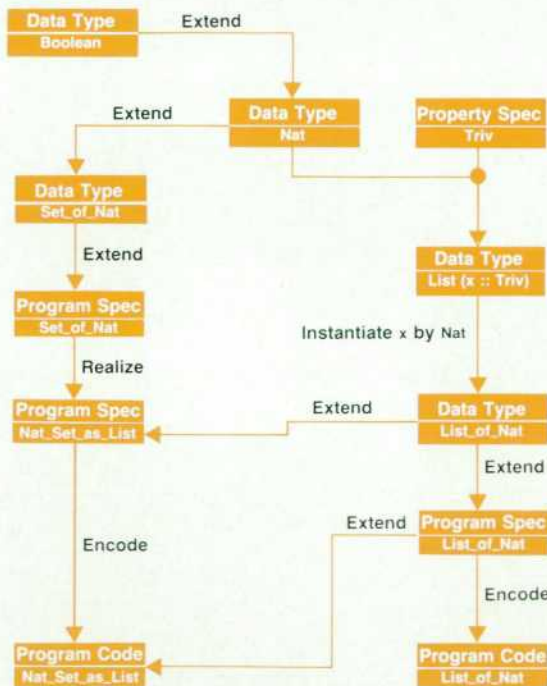 Data Type
Boolean
Extend
Data Type
Nat
Property Spec
Triv
Extend
Data Type
Set_of_Nat
Extend
Data Type
List (x :: Triv)
Program Spec
Set_of_Nat
Instantiate x by Nat
Realize
Program Spec
Nat_Set_as_List
Extend
Data Type
List_of_Nat
Extend
Extend
Program Spec
List_of_Nat
Encode
Encode
Program Code
Nat_Set_as_List
Program Code
List_of_Nat